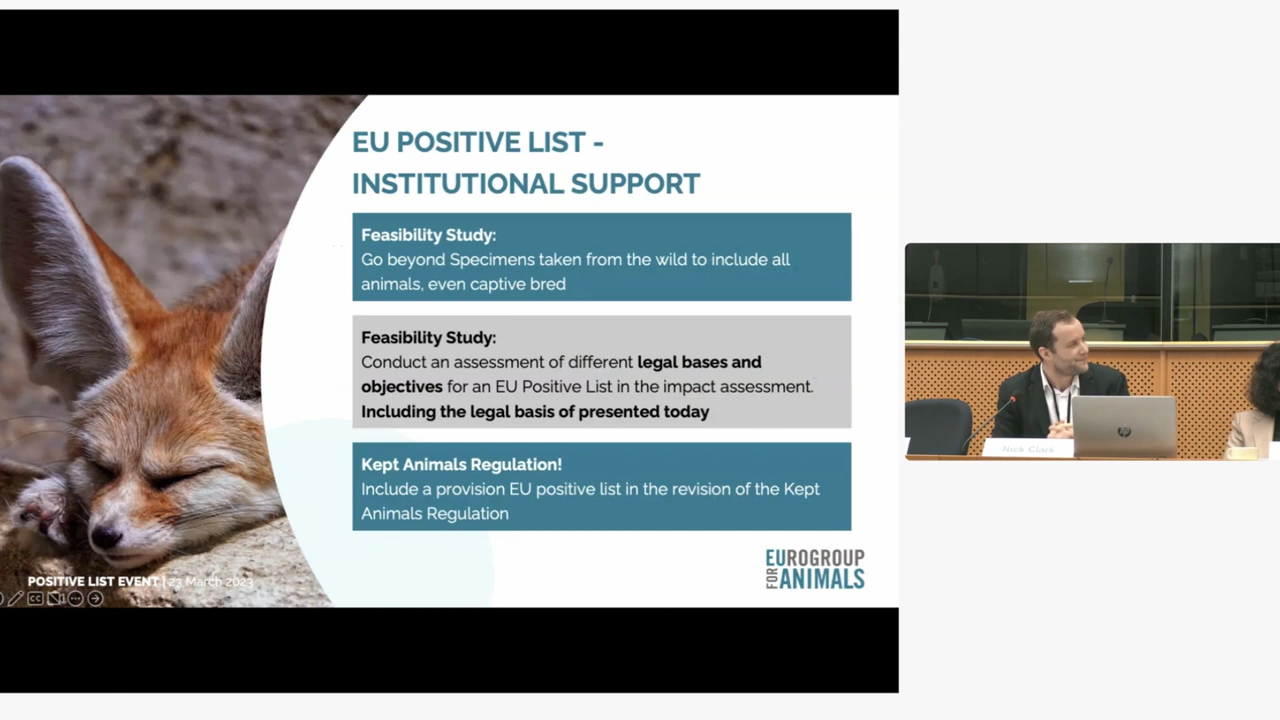 EU POSITIVE LIST -
INSTITUTIONAL SUPPORT
Feasibility Study:
Go beyond Specimens taken from the wild to include all
animals, even captive bred
Feasibility Study:
Conduct an assessment of different legal bases and
objectives for an EU Positive List in the impact assessment.
Including the legal basis of presented today
Kept Animals Regulation!
Include a provision EU positive list in the revision of the Kept
Animals Regulation
EUROGROUP
FOR ANIMALS
POSITIVE LIST EVENT | 23 March 2023
CC
hp
Nick Clark